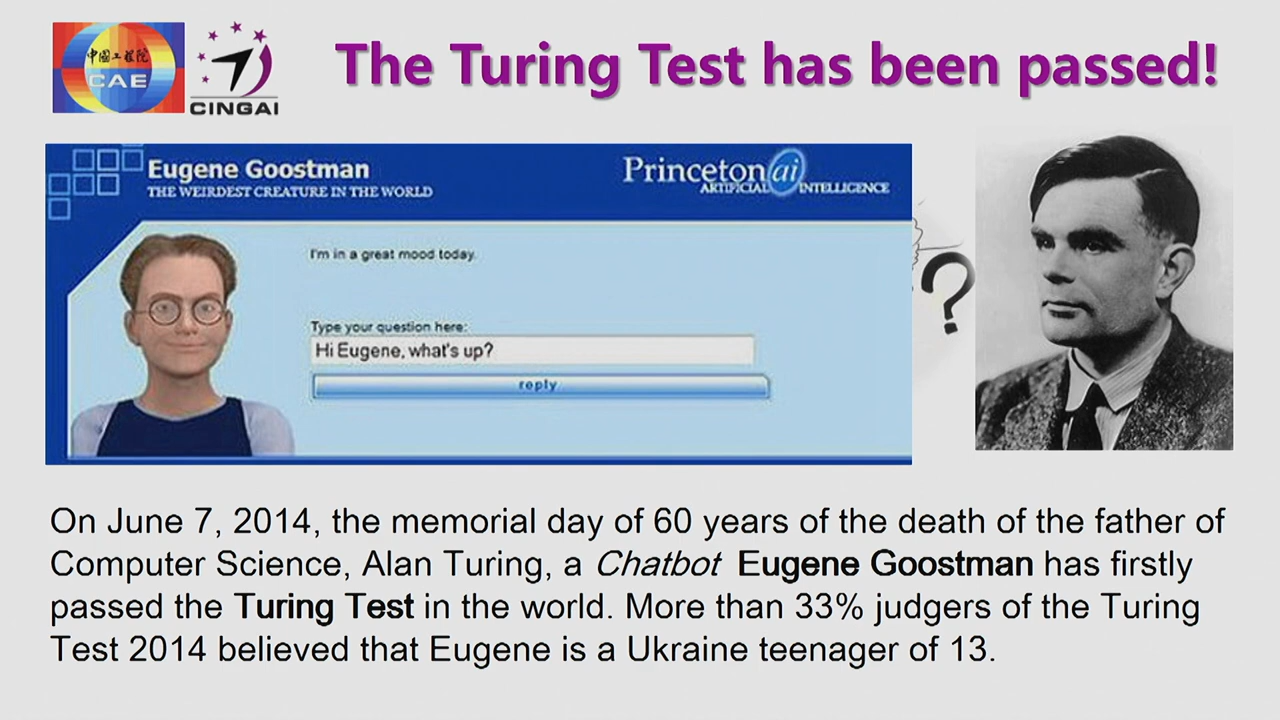 中國工程院
CAE
CINGAI
The Turing Test has been passed!
Eugene Goostman
THE WEIRDEST CREATURE IN THE WORLD
Princeton ai
ARTIFICIAL INTELLIGENCE
I'm in a great mood today.
Type your question here:
Hi Eugene, what's up?
reply
?
On June 7, 2014, the memorial day of 60 years of the death of the father of
Computer Science, Alan Turing, a Chatbot Eugene Goostman has firstly
passed the Turing Test in the world. More than 33% judgers of the Turing
Test 2014 believed that Eugene is a Ukraine teenager of 13.